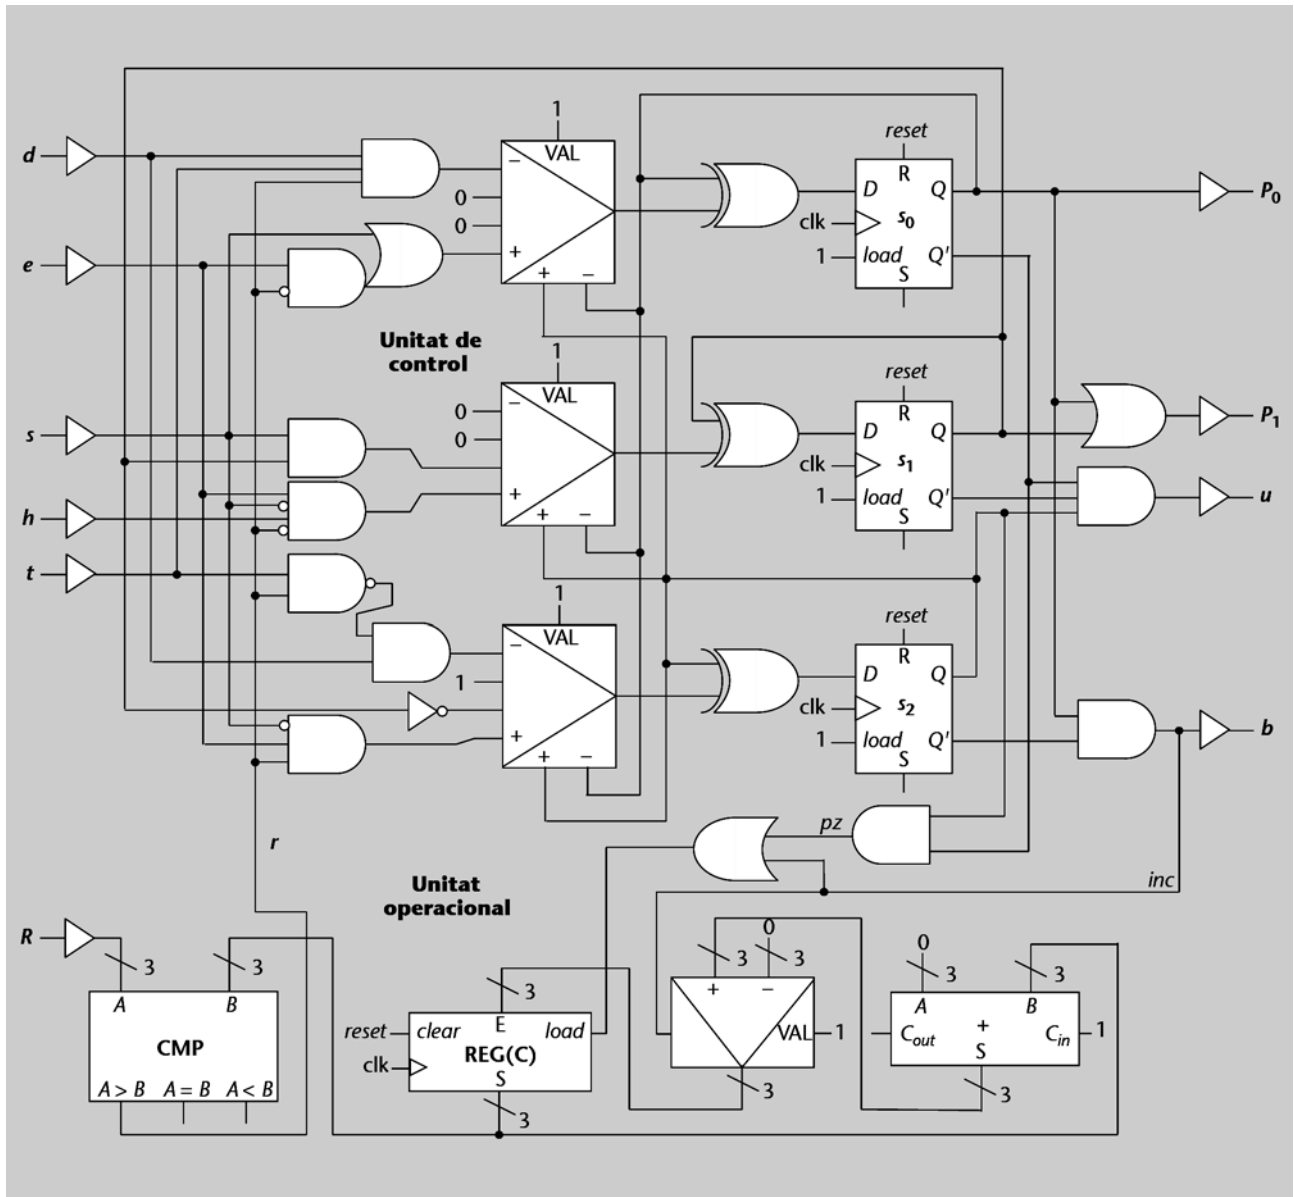 1
reset
d
VAL
R
–
D
Q
P0
0
clk
s0
0
e
+
1
load
Q'
+
–
S
Unitat de
control
1
reset
VAL
R
0
–
s
0
D
Q
P1
clk
s1
+
1
load
Q'
u
h
+
–
S
t
1
reset
VAL
R
–
D
Q
1
clk
s2
b
+
1
load
Q'
+
–
S
r
pz
Unitat
operacional
inc
R
0
0
3
3
3
3
3
3
3
A
B
E
+
–
A
B
CMP
reset
clear
load
VAL
1
Cout
+
Cin
1
clk
REG(C)
S
A > B
A = B
A < B
S
3
3
3